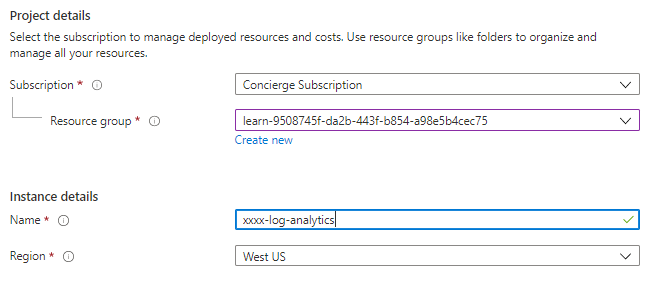 Project details
Select the subscription to manage deployed resources and costs. Use resource groups like folders to organize and
manage all your resources.
Subscription * Concierge Subscription
Resource group * learn-9508745f-da2b-443f-b854-a98e5b4cec75
Create new
Instance details
Name * xxxx-log-analytics
Region * West US